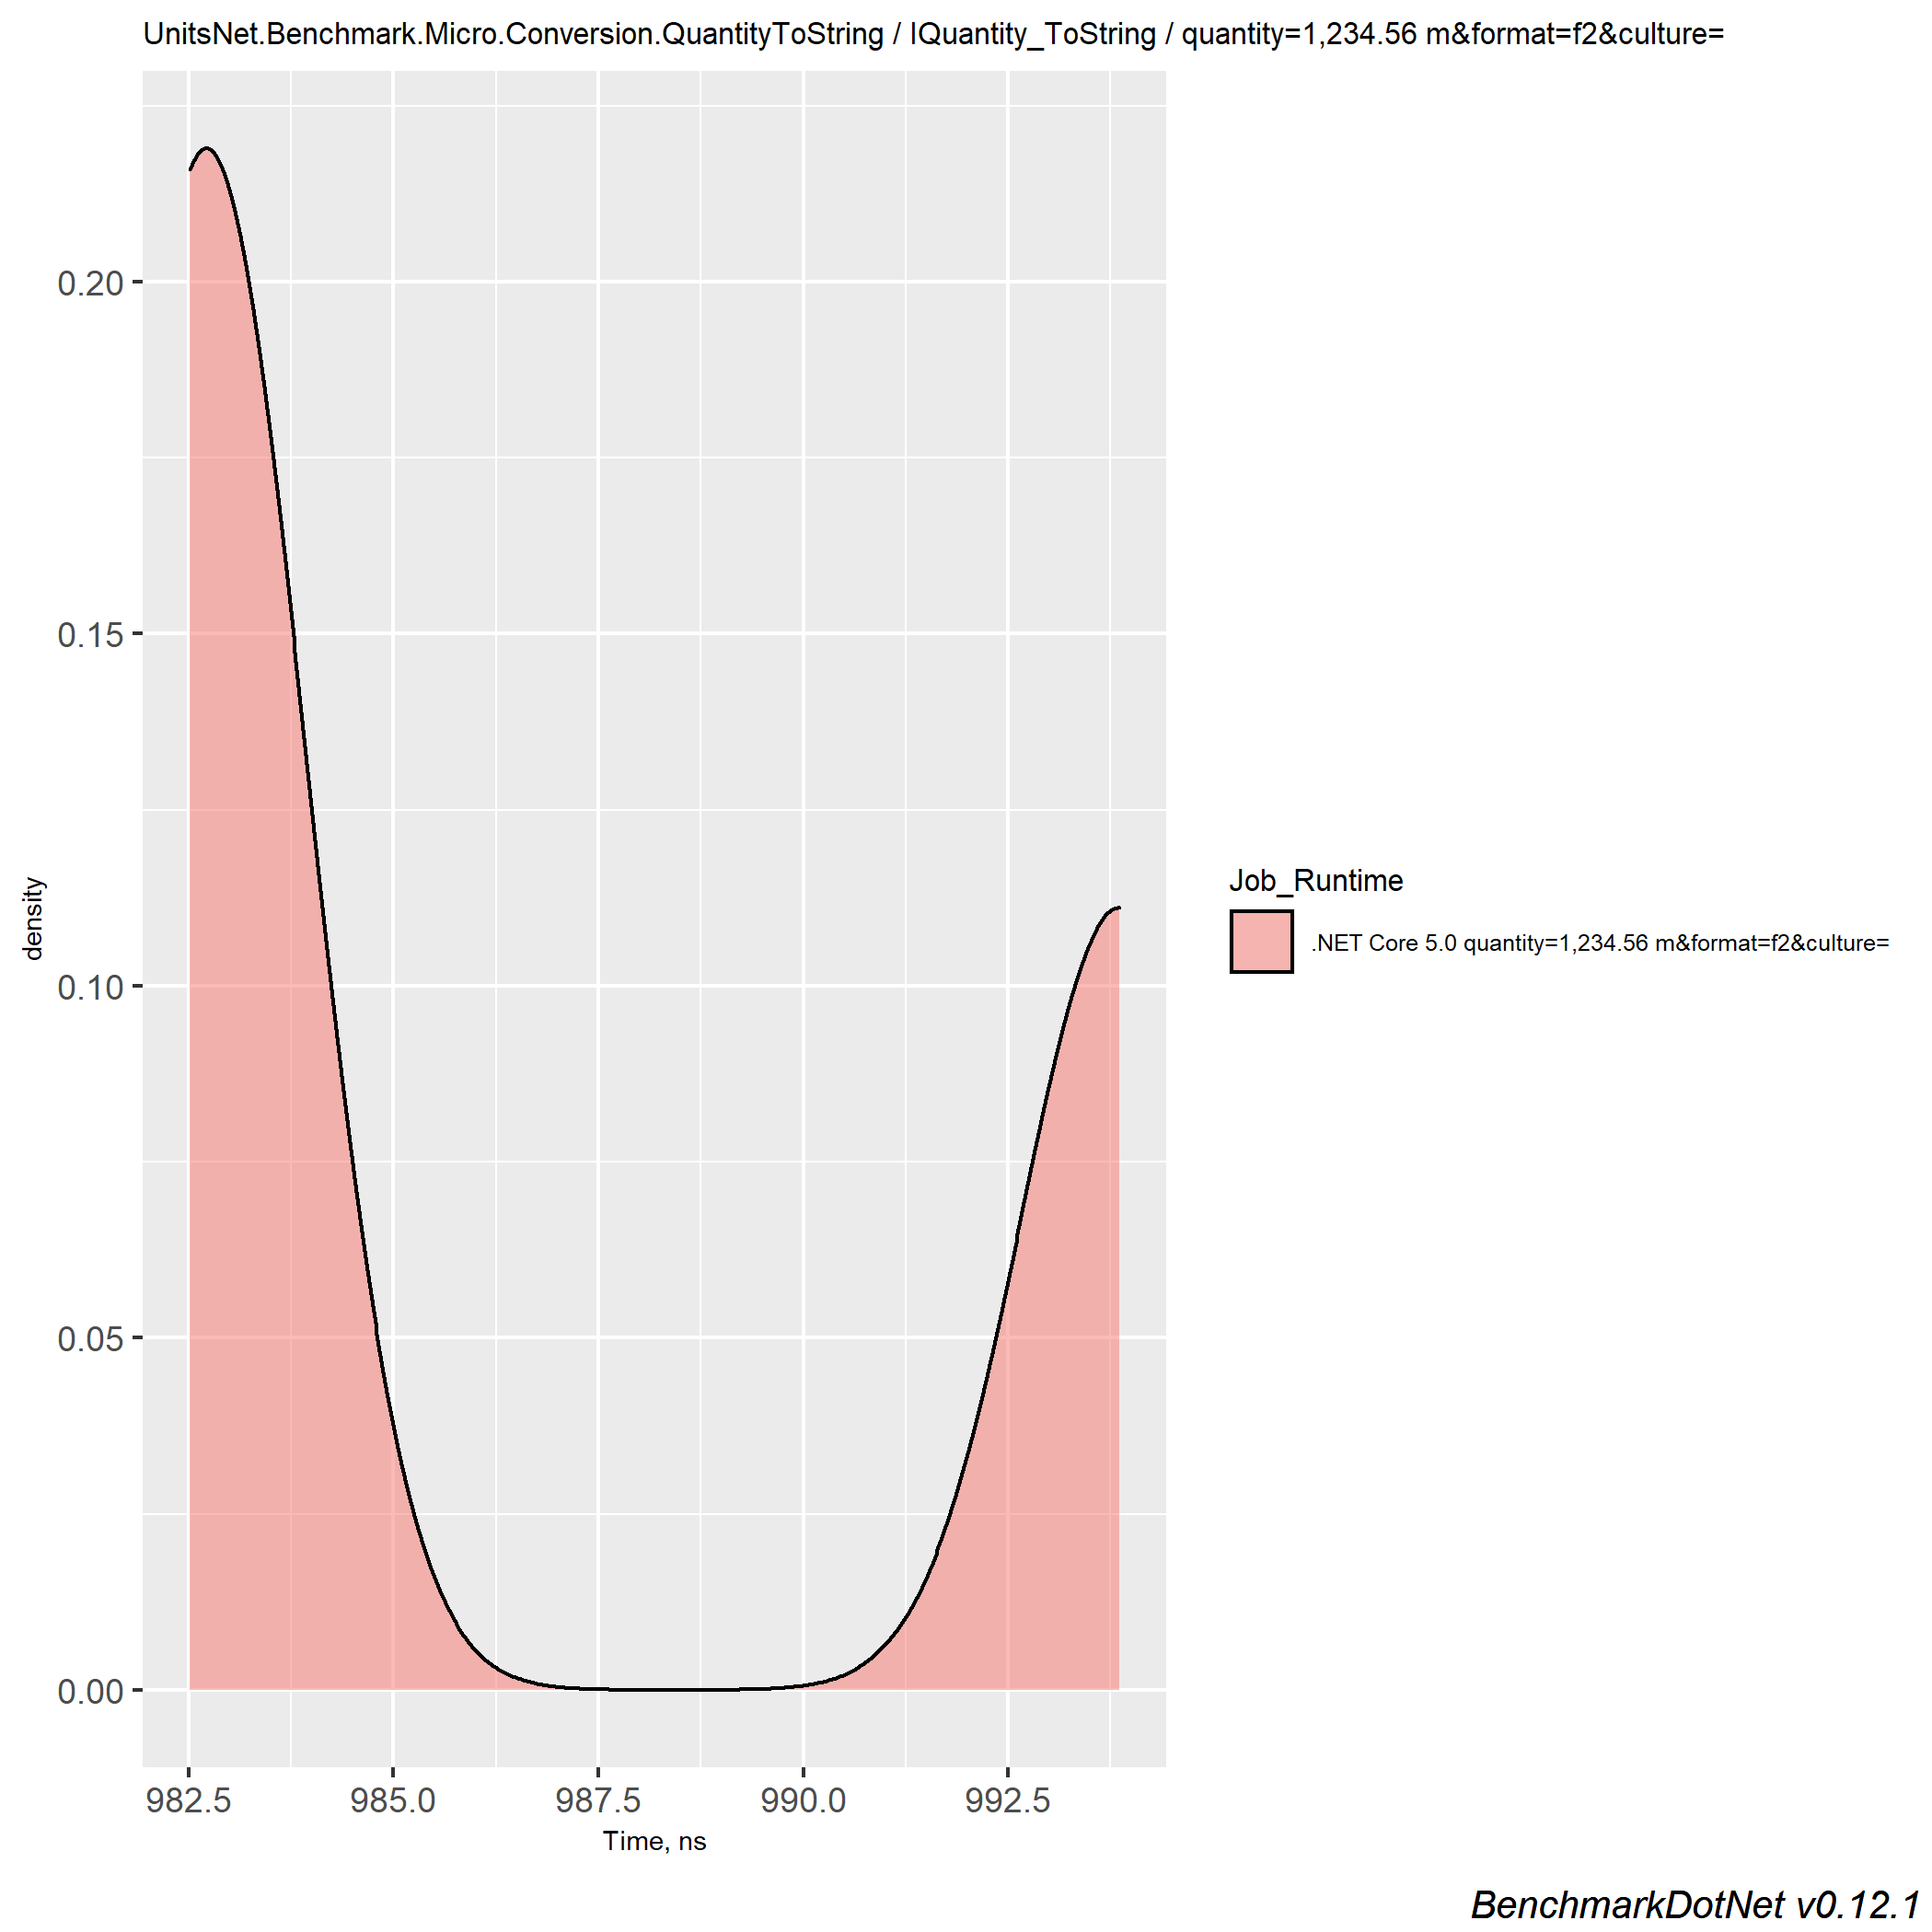 UnitsNet.Benchmark.Micro.Conversion.QuantityToString / IQuantity_ToString / quantity=1,234.56 m&format=f2&culture=
0.20
0.15
0.10
0.05
0.00
density
982.5 985.0 987.5 990.0 992.5
Time, ns
Job_Runtime
.NET Core 5.0 quantity=1,234.56 m&format=f2&culture=
BenchmarkDotNet v0.12.1